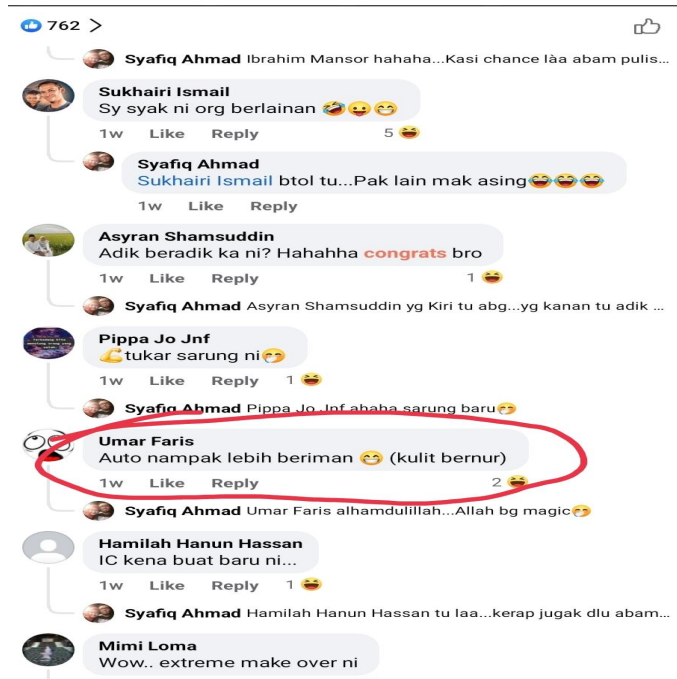 762 >
Syafiq Ahmad Ibrahim Mansor hahaha...Kasi chance làa abam pulis...
Sukhairi Ismail
Sy syak ni org berlainan 🤣😛😁
1w Like Reply 5 😆
Syafiq Ahmad
Sukhairi Ismail btol tu...Pak lain mak asing😂😂😂
1w Like Reply
Asyran Shamsuddin
Adik beradik ka ni? Hahahha congrats bro
1w Like Reply 1 😆
Syafiq Ahmad Asyran Shamsuddin yg Kiri tu abg...yg kanan tu adik ...
Pippa Jo Jnf
💪tukar sarung ni🤭
1w Like Reply 1 😆
Syafiq Ahmad Pippa Jo Jnf ahaha sarung baru🤭
Umar Faris
Auto nampak lebih beriman 😁 (kulit bernur)
1w Like Reply 2 😆
Syafiq Ahmad Umar Faris alhamdulillah...Allah bg magic🤭
Hamilah Hanun Hassan
IC kena buat baru ni...
1w Like Reply 1 😆
Syafiq Ahmad Hamilah Hanun Hassan tu laa...kerap jugak dlu abam...
Mimi Loma
Wow.. extreme make over ni